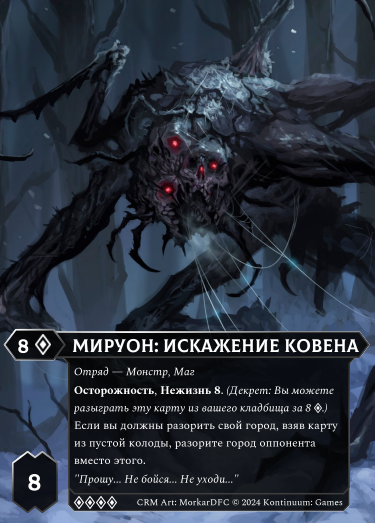 8 МИРУОН: ИСКАЖЕНИЕ КОВЕНА
Отряд — Монстр, Маг
Осторожность, Нежизнь 8. (Декрет: Вы можете
разыграть эту карту из вашего кладбища за 8 .)
Если вы должны разорить свой город, взяв карту
из пустой колоды, разорите город оппонента
вместо этого.
"Прошу... Не бойся... Не уходи..."
8
CRM Art: MorkarDFC © 2024 Kontinuum: Games